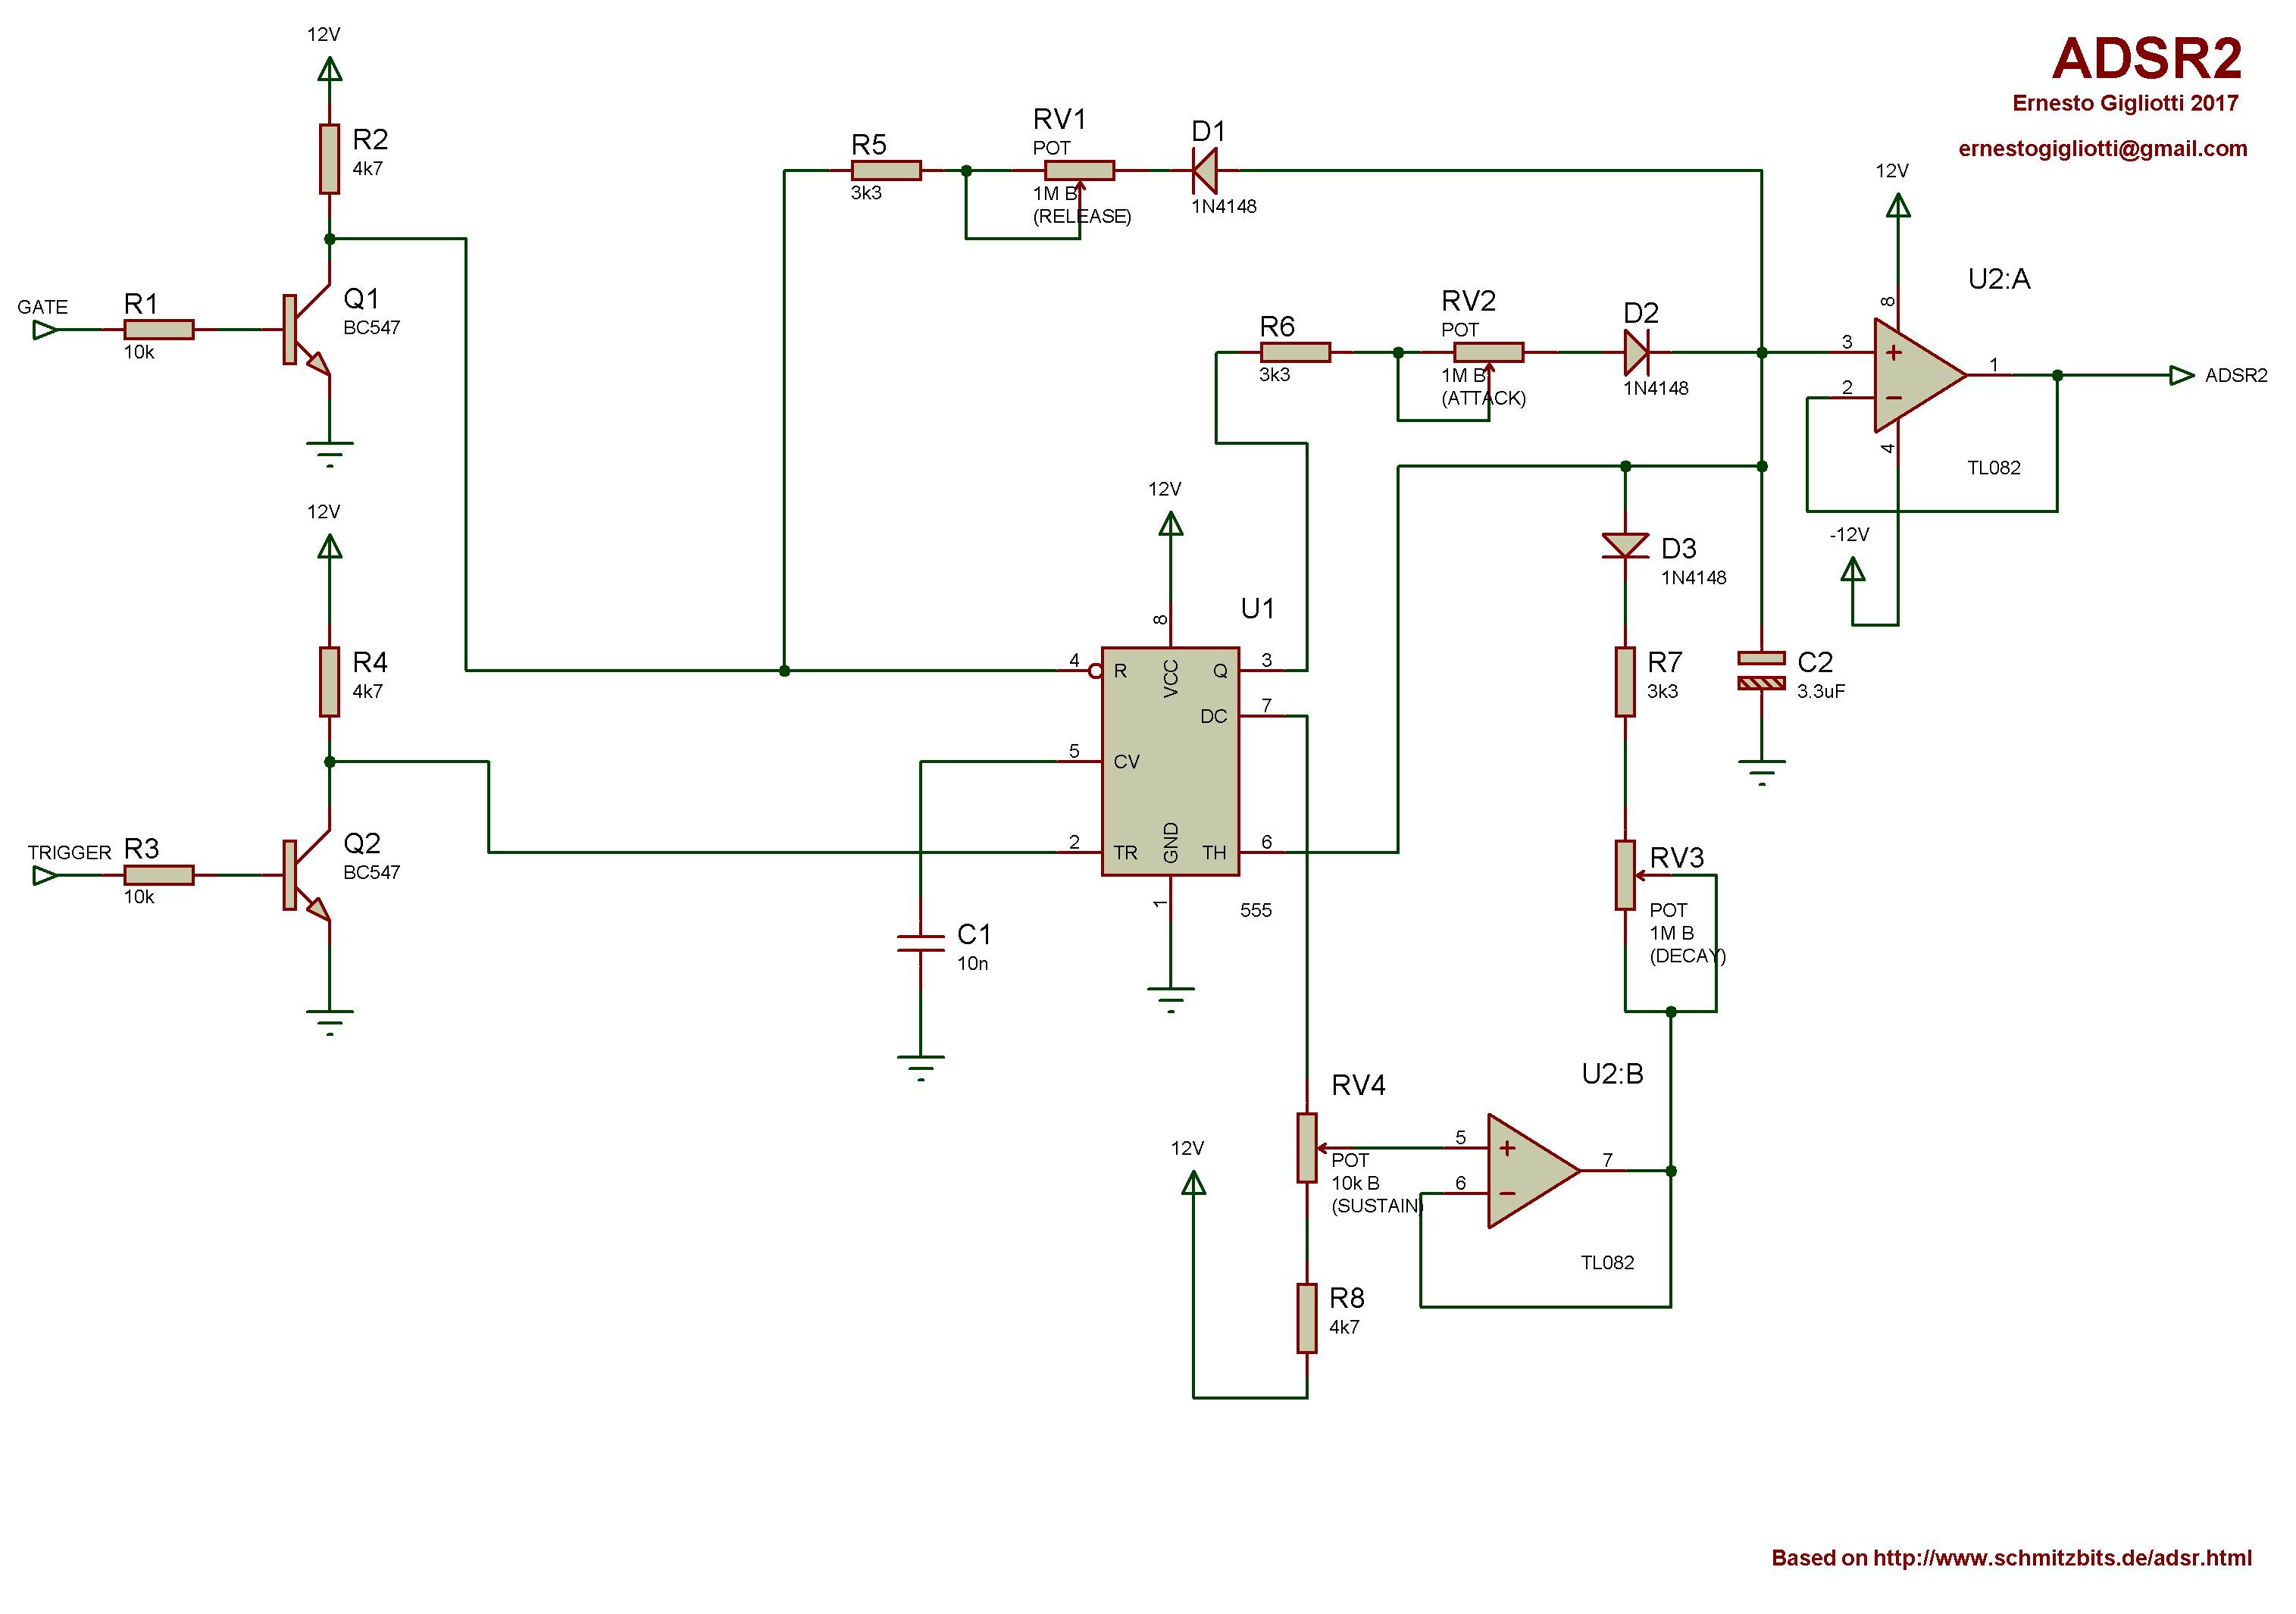 ADSR2
Ernesto Gigliotti 2017
ernestogigliotti@gmail.com
12V
R2
4k7
GATE
R1
10k
Q1
BC547
12V
R4
4k7
TRIGGER
R3
10k
Q2
BC547
R5
3k3
RV1
POT
1M B
(RELEASE)
D1
1N4148
R6
3k3
RV2
POT
1M B
(ATTACK)
D2
1N4148
12V
U2:A
8
3
2
1
4
TL082
ADSR2
-12V
12V
U1
8
4
R
VCC
Q
3
DC
7
5
CV
2
TR
GND
TH
6
1
555
C1
10n
D3
1N4148
R7
3k3
C2
3.3uF
RV3
POT
1M B
(DECAY)
RV4
POT
10k B
(SUSTAIN)
12V
R8
4k7
U2:B
5
6
7
TL082
Based on http://www.schmitzbits.de/adsr.html